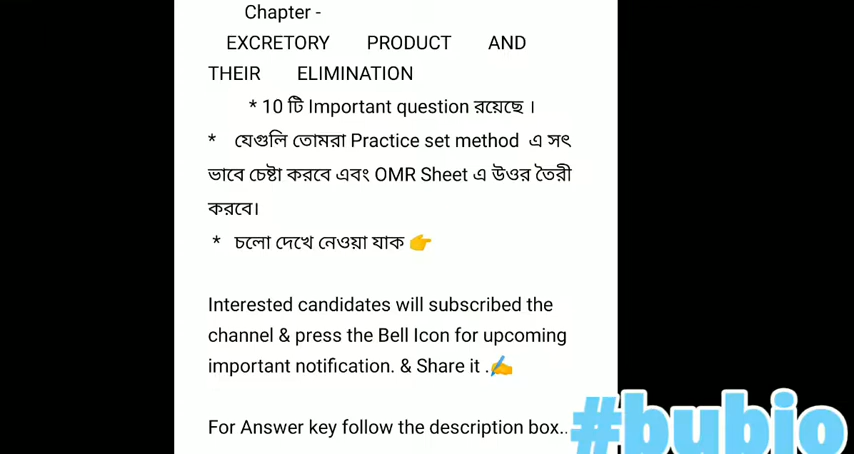 Chapter -
EXCRETORY PRODUCT AND
THEIR ELIMINATION
* 10 টি Important question রয়েছে ।
* যেগুলি তোমরা Practice set method এ সৎ
ভাবে চেষ্টা করবে এবং OMR Sheet এ উওর তৈরী
করবে।
* চলো দেখে নেওয়া যাক 👉
Interested candidates will subscribed the
channel & press the Bell Icon for upcoming
important notification. & Share it .✍️
For Answer key follow the description box..
#bubio